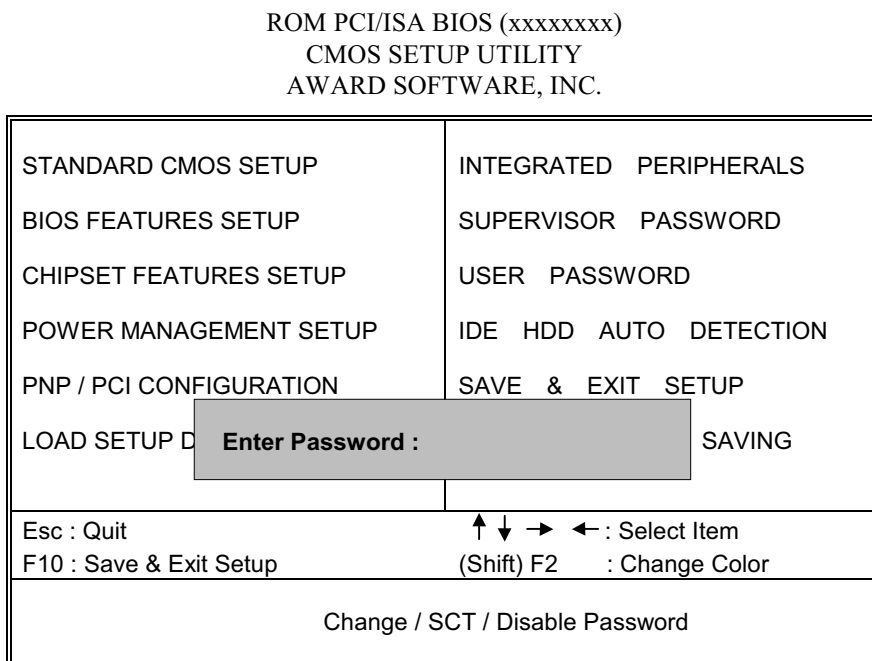 ROM PCI/ISA BIOS (xxxxxxxx)
CMOS SETUP UTILITY
AWARD SOFTWARE, INC.
STANDARD CMOS SETUP
INTEGRATED PERIPHERALS
BIOS FEATURES SETUP
SUPERVISOR PASSWORD
CHIPSET FEATURES SETUP
USER PASSWORD
POWER MANAGEMENT SETUP
IDE HDD AUTO DETECTION
PNP / PCI CONFIGURATION
SAVE & EXIT SETUP
LOAD SETUP D
Enter Password :
SAVING
Esc : Quit
↑ ↓ → ← : Select Item
F10 : Save & Exit Setup
(Shift) F2 : Change Color
Change / SCT / Disable Password